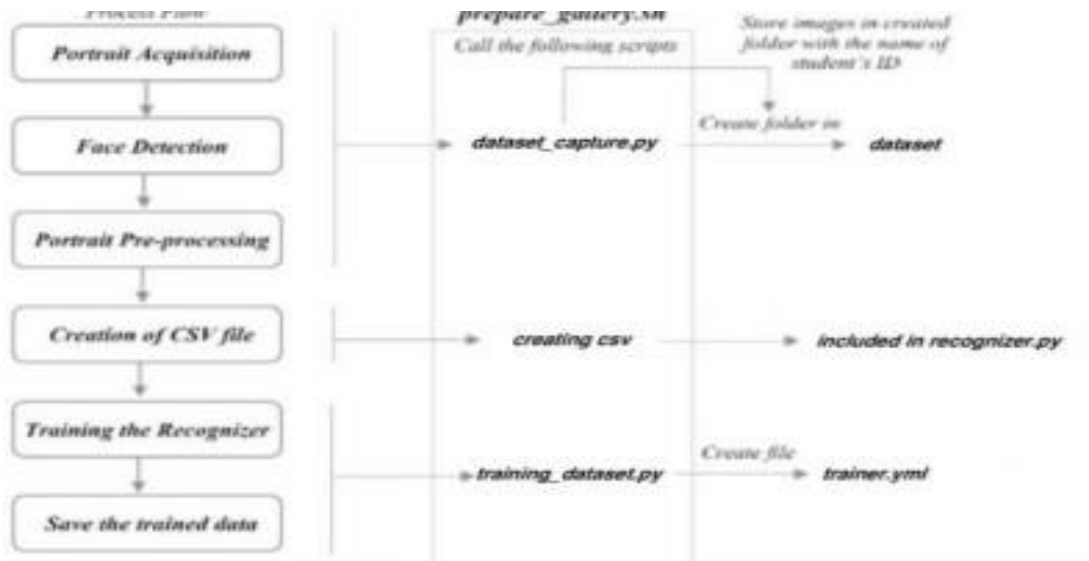 Process Flow
Portrait Acquisition
Face Detection
Portrait Pre-processing
Creation of CSV file
Training the Recognizer
Save the trained data
prepare_gallery.sh
Call the following scripts
dataset_capture.py
creating csv
training_dataset.py
Store images in created
folder with the name of
student's ID
Create folder in
dataset
included in recognizer.py
Create file
trainer.yml